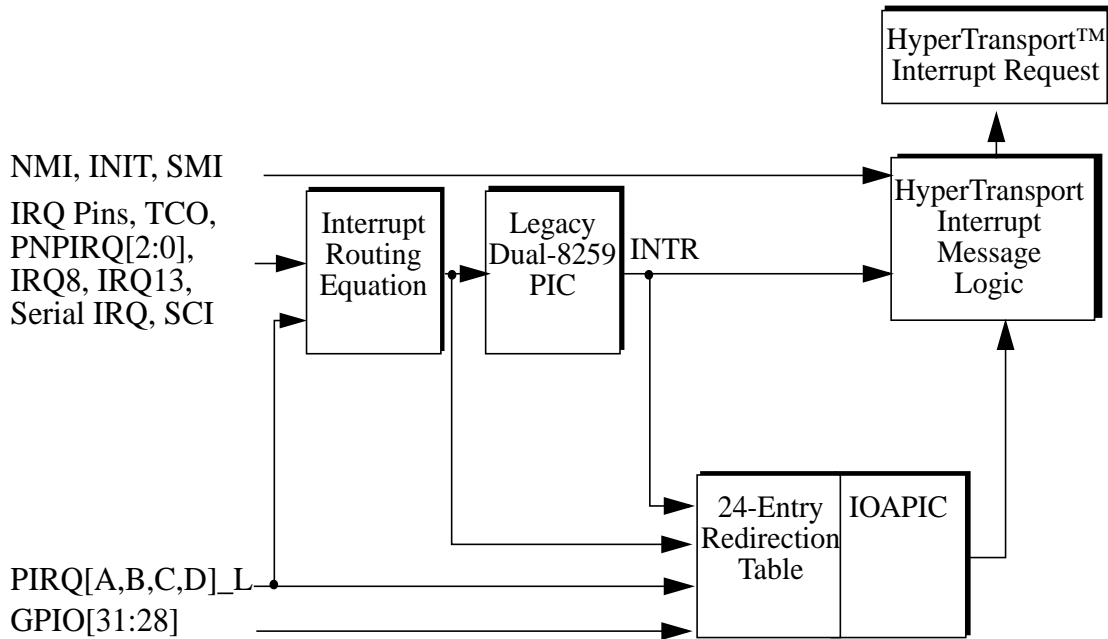 HyperTransport™
Interrupt Request
NMI, INIT, SMI
IRQ Pins, TCO,
PNPIRQ[2:0],
IRQ8, IRQ13,
Serial IRQ, SCI
Interrupt
Routing
Equation
Legacy
Dual-8259
PIC
INTR
HyperTransport
Interrupt
Message
Logic
24-Entry
Redirection
Table
IOAPIC
PIRQ[A,B,C,D]_L
GPIO[31:28]